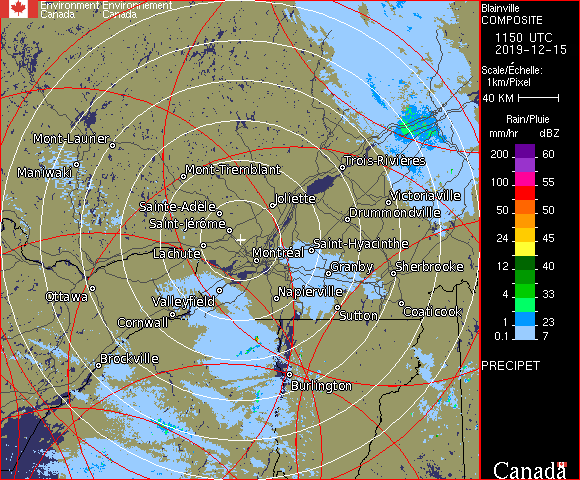 Environment Environnement
Canada Canada
Blainville
COMPOSITE
1150 UTC
2019-12-15
Scale/Échelle:
1km/Pixel
40 KM
Rain/Pluie
mm/hr dBZ
200 60
100 55
50 50
24 45
12 40
4 33
1 23
0.1 7
PRECIPET
Canada
Mont-Laurier
Maniwaki
Mont-Tremblant
Trois-Rivières
Joliette
Victoriaville
Sainte-Adèle
Drummondville
Saint-Jérôme
Lachute
Montréal
Saint-Hyacinthe
Granby
Sherbrooke
Ottawa
Valleyfield
Napierville
Sutton
Coaticook
Cornwall
Brockville
Burlington